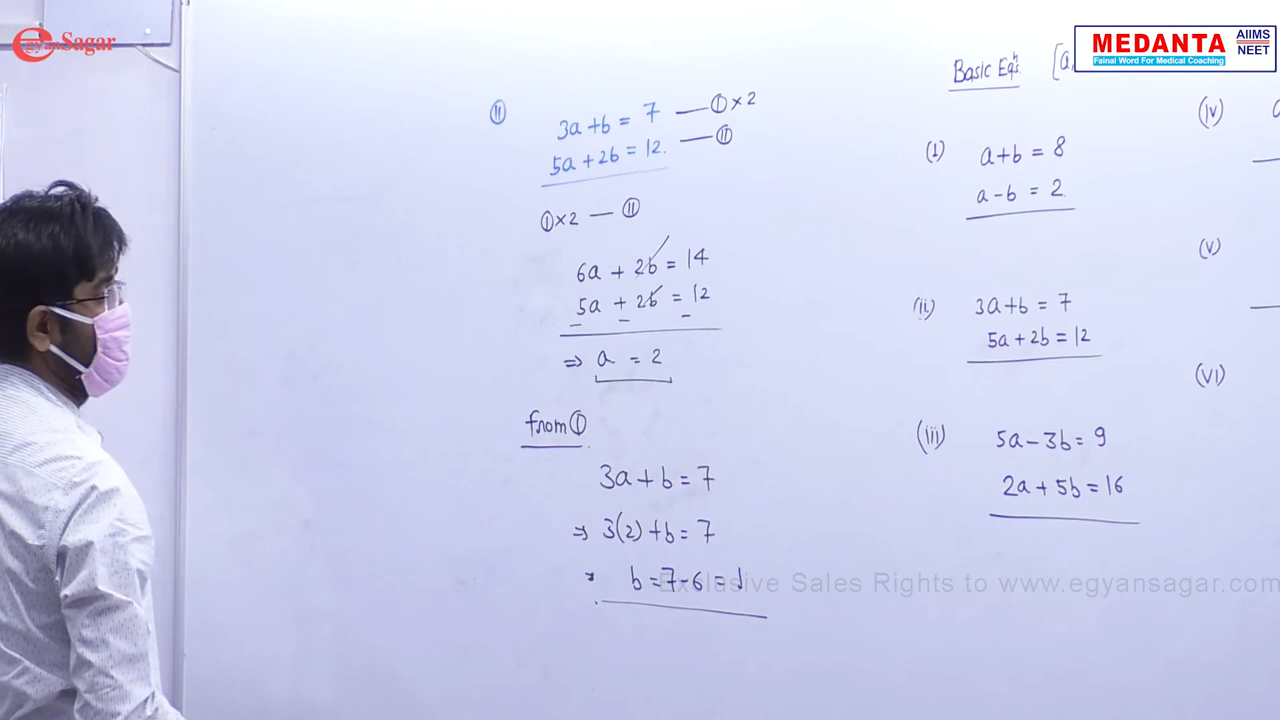 egyanSagar
MEDANTA
AIIMS
NEET
Fainal Word For Medical Coaching
(II) 3a + b = 7 — (I) × 2
5a + 2b = 12. — (II)
(I) × 2 — (II)
6a + 2b = 14
5a + 2b = 12
⇒ a = 2
from (I)
3a + b = 7
⇒ 3(2) + b = 7
b = 7 - 6 = 1
Basic Eqns [a,
(i) a + b = 8
a - b = 2
(ii) 3a + b = 7
5a + 2b = 12
(iii) 5a - 3b = 9
2a + 5b = 16
(iv)
(v)
(vi)
Exclusive Sales Rights to www.egyansagar.com